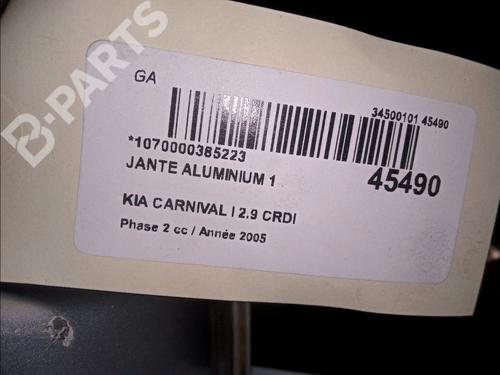 B-PARTS
GA
34500101 45490
*1070000385223
JANTE ALUMINIUM 1
45490
KIA CARNIVAL I 2.9 CRDI
Phase 2 cc / Année 2005